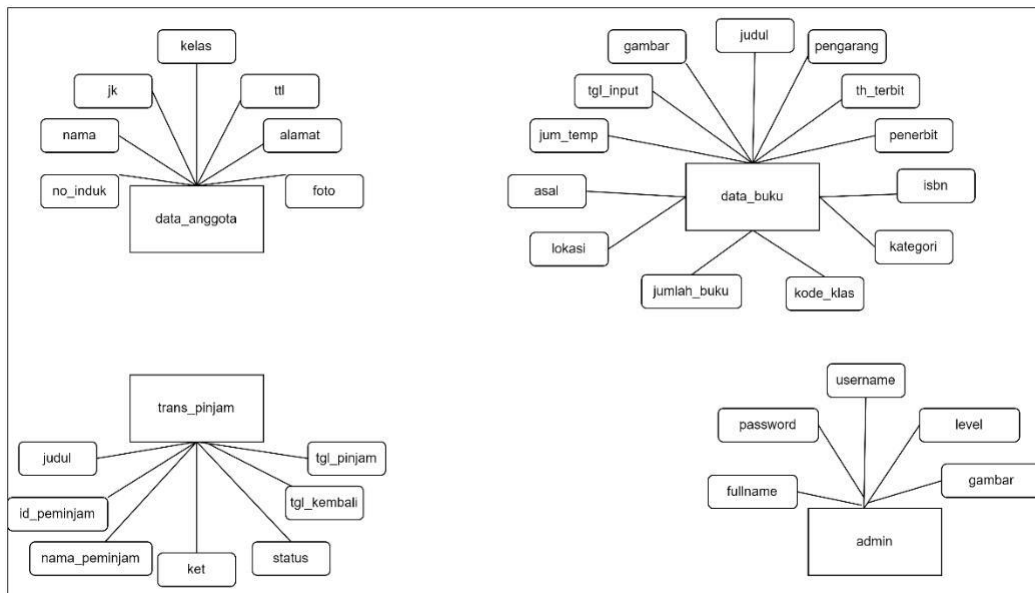 kelas
jk
ttl
nama
alamat
no_induk
foto
data_anggota
judul
gambar
pengarang
tgl_input
th_terbit
jum_temp
penerbit
asal
isbn
data_buku
lokasi
kategori
jumlah_buku
kode_klas
trans_pinjam
judul
tgl_pinjam
id_peminjam
tgl_kembali
nama_peminjam
ket
status
username
password
level
fullname
gambar
admin